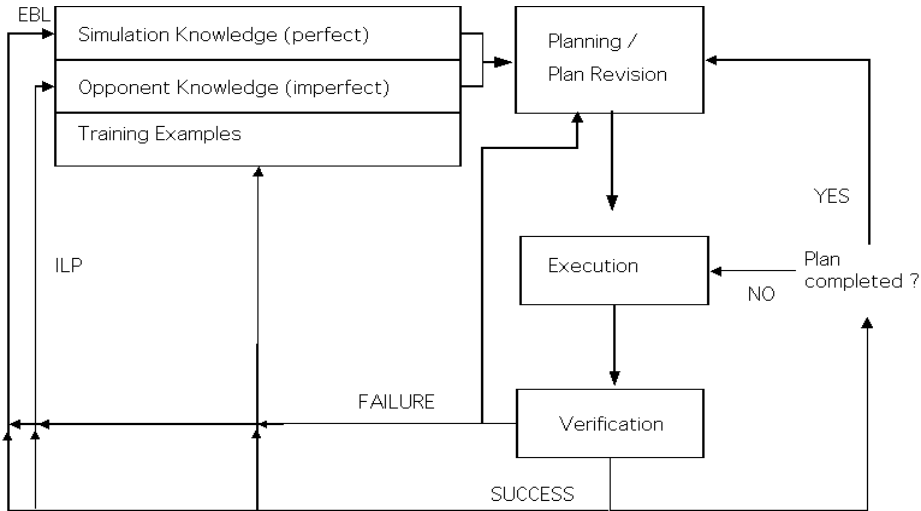 EBL
Simulation Knowledge (perfect)
Opponent Knowledge (imperfect)
Training Examples
Planning /
Plan Revision
YES
ILP
Execution
Plan
completed ?
NO
FAILURE
Verification
SUCCESS